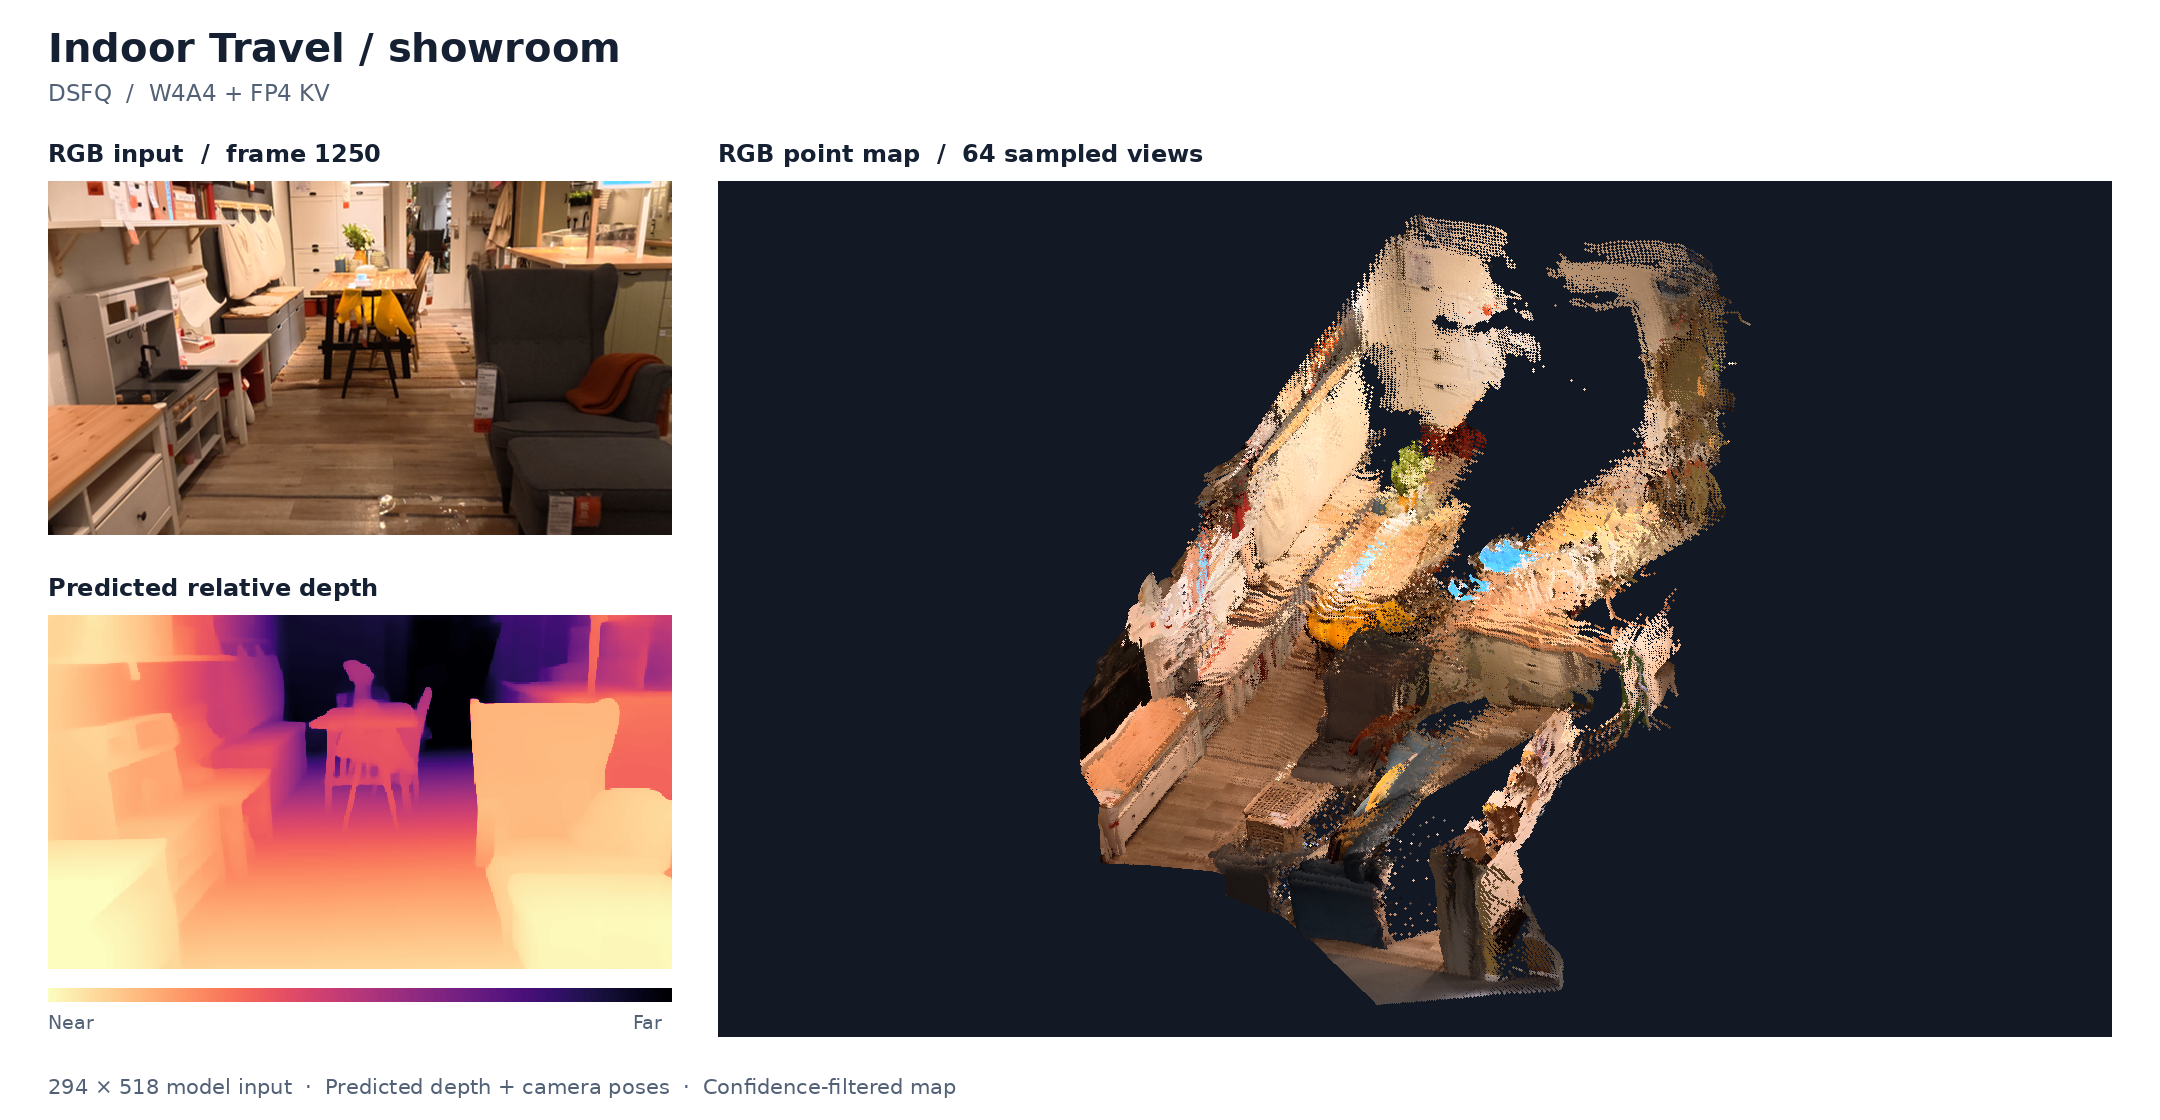 Indoor Travel / showroom
DSFQ / W4A4 + FP4 KV
RGB input / frame 1250
RGB point map / 64 sampled views
Predicted relative depth
Near
Far
294 × 518 model input · Predicted depth + camera poses · Confidence-filtered map